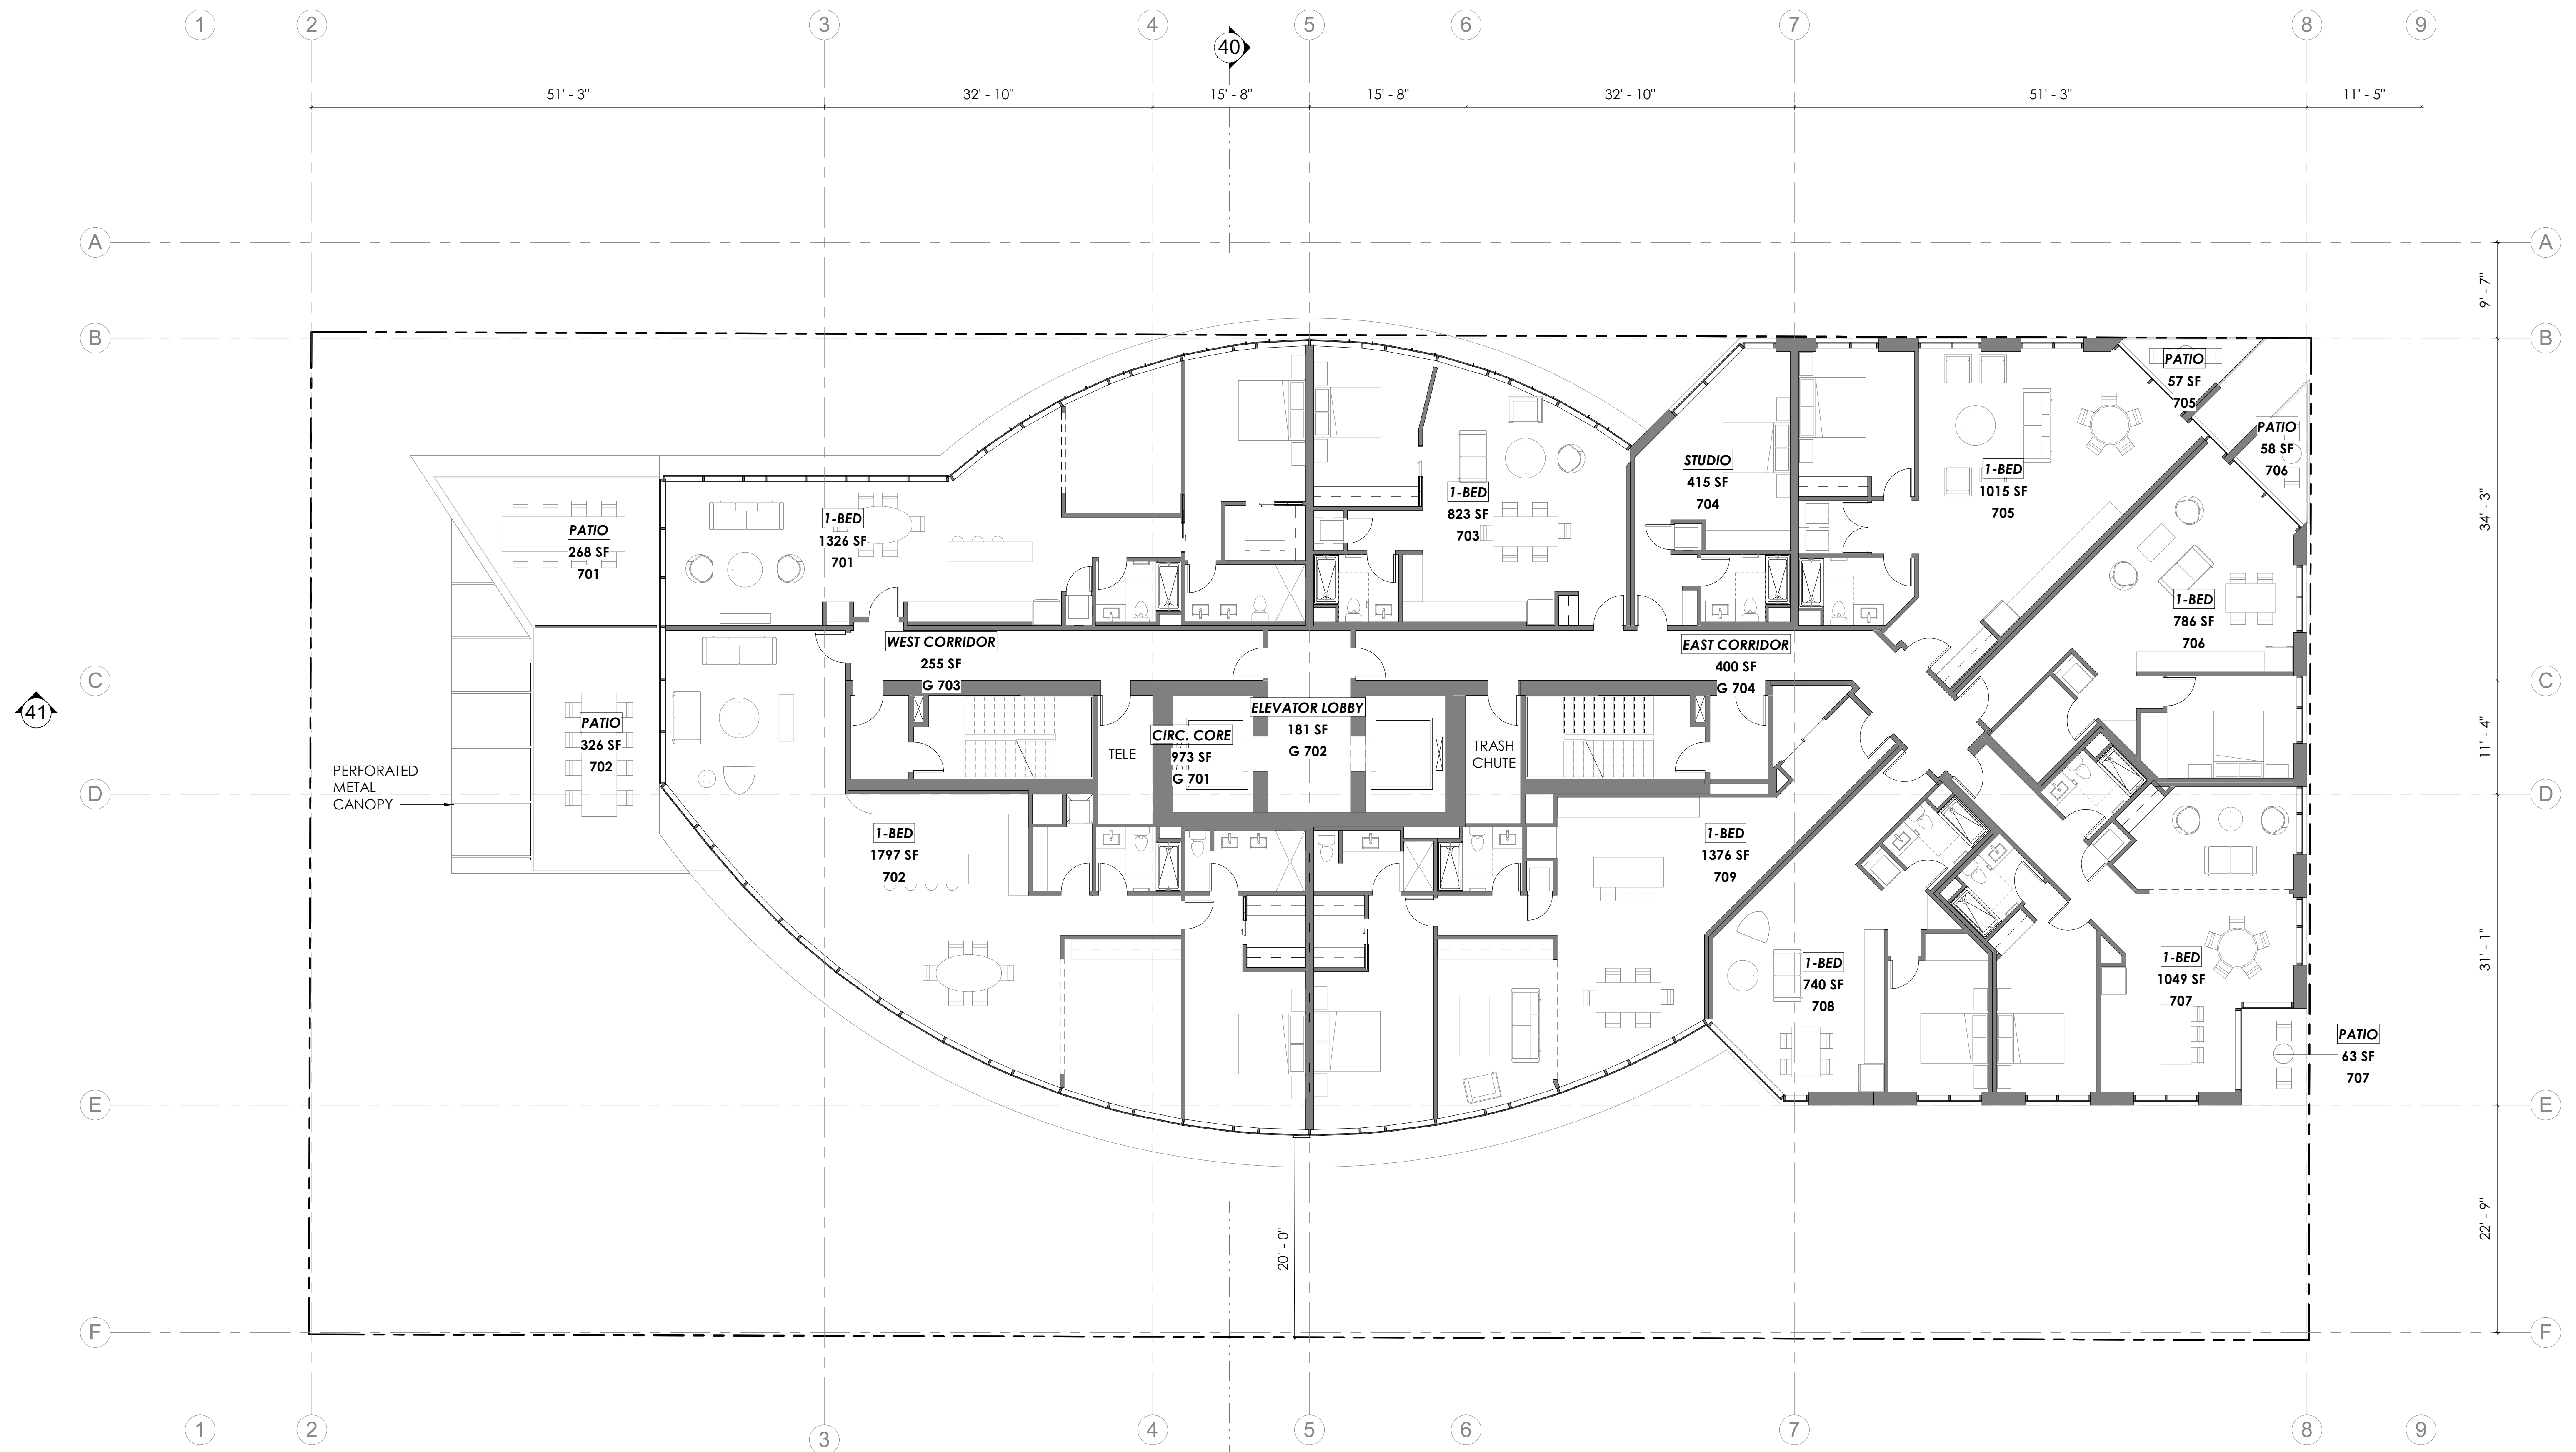 1 2 3 4 5 6 7 8 9
40
51' - 3" 32' - 10" 15' - 8" 15' - 8" 32' - 10" 51' - 3" 11' - 5"
A A
9' - 7"
B B
34' - 3"
PATIO
57 SF
705
PATIO
58 SF
706
STUDIO
415 SF
704
1-BED
1015 SF
705
1-BED
823 SF
703
1-BED
1326 SF
701
PATIO
268 SF
701
1-BED
786 SF
706
WEST CORRIDOR
255 SF
G 703
EAST CORRIDOR
400 SF
G 704
C C
41
ELEVATOR LOBBY
181 SF
G 702
CIRC. CORE
973 SF
G 701
TELE
TRASH
CHUTE
PATIO
326 SF
702
11' - 4"
PERFORATED
METAL
CANOPY
D D
1-BED
1797 SF
702
1-BED
1376 SF
709
31' - 1"
1-BED
740 SF
708
1-BED
1049 SF
707
PATIO
63 SF
707
E E
20' - 0"
22' - 9"
F F
1 2 3 4 5 6 7 8 9